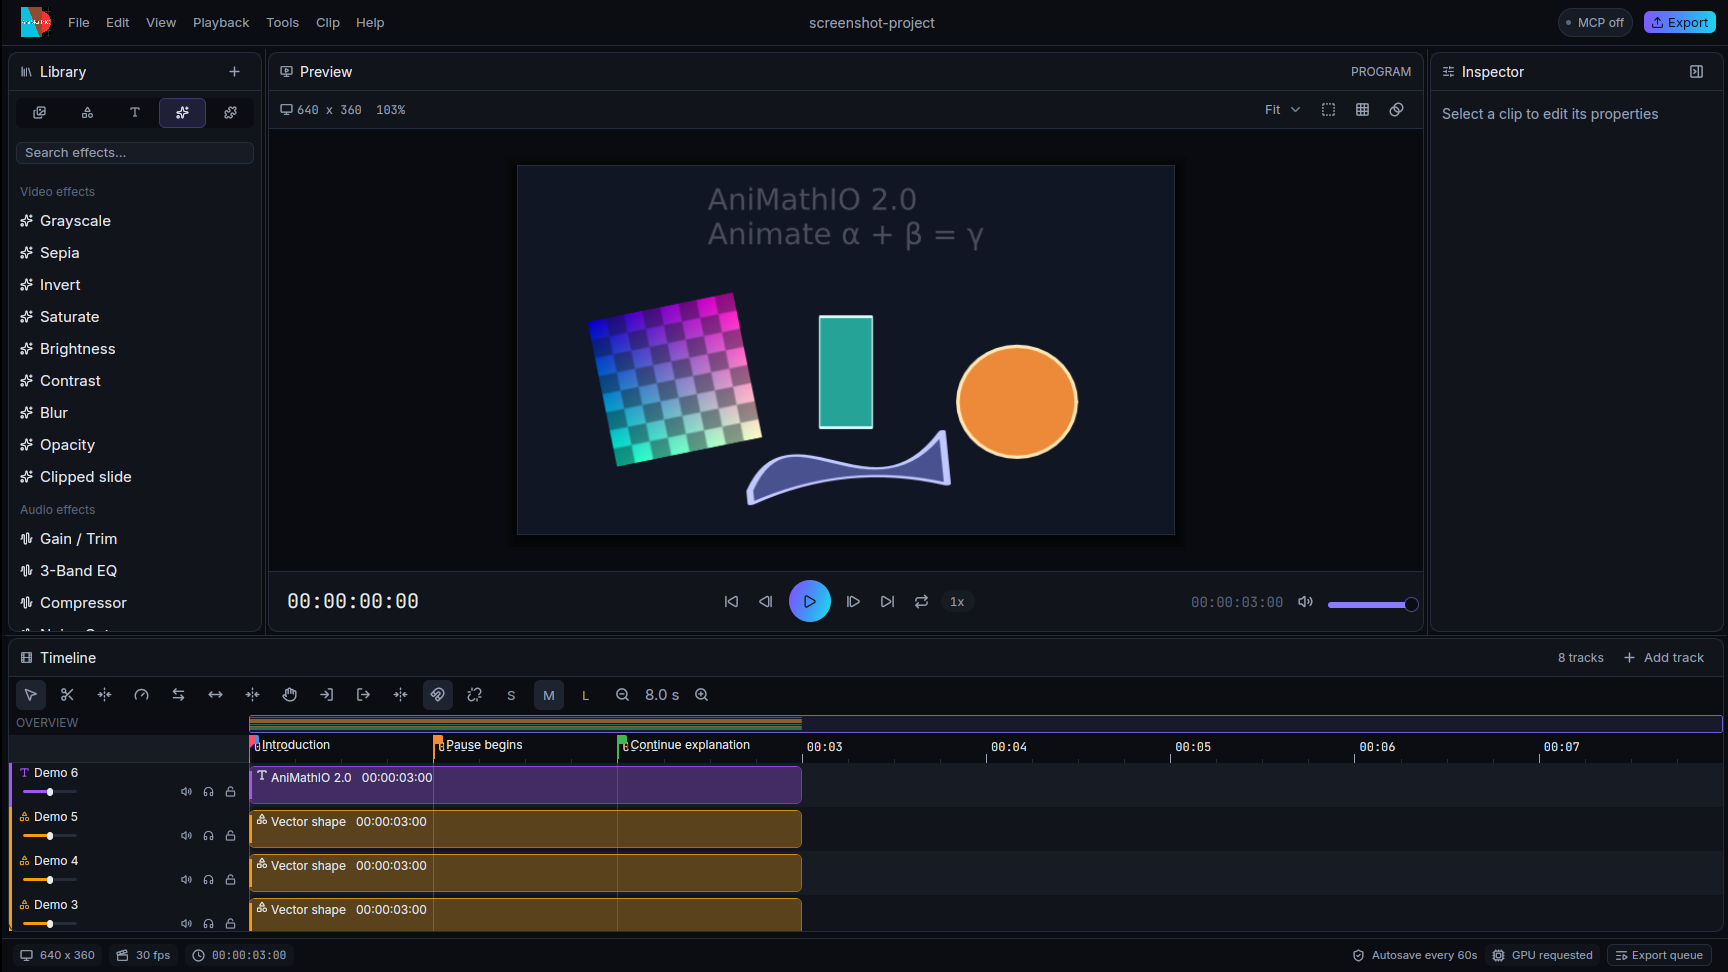 File Edit View Playback Tools Clip Help
screenshot-project
MCP off
Export
Library
Search effects...
Video effects
Grayscale
Sepia
Invert
Saturate
Brightness
Contrast
Blur
Opacity
Clipped slide
Audio effects
Gain / Trim
3-Band EQ
Compressor
Preview
PROGRAM
640 x 360 103%
Fit
AniMathIO 2.0
Animate α + β = γ
00:00:00:00
1x
00:00:03:00
Inspector
Select a clip to edit its properties
Timeline
8 tracks
Add track
S M L 8.0 s
OVERVIEW
Introduction Pause begins Continue explanation 00:03 00:04 00:05 00:06 00:07
Demo 6
AniMathIO 2.0 00:00:03:00
Demo 5
Vector shape 00:00:03:00
Demo 4
Vector shape 00:00:03:00
Demo 3
Vector shape 00:00:03:00
640 x 360 30 fps 00:00:03:00
Autosave every 60s GPU requested Export queue